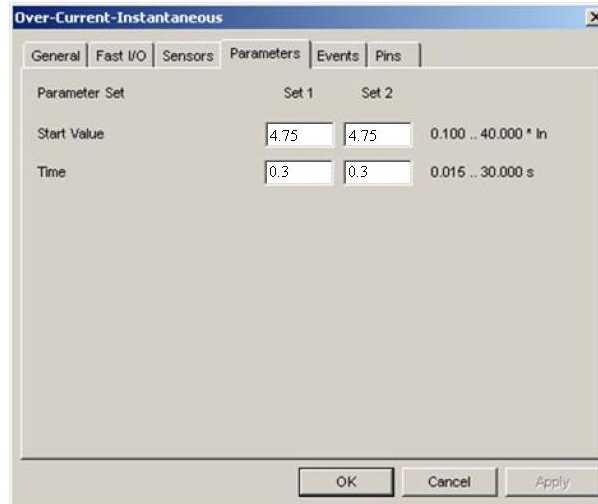 Over-Current-Instantaneous
General Fast I/O Sensors Parameters Events Pins
Parameter Set Set 1 Set 2
Start Value 4.75 4.75 0.100 .. 40.000 * In
Time 0.3 0.3 0.015 .. 30.000 s
OK Cancel Apply